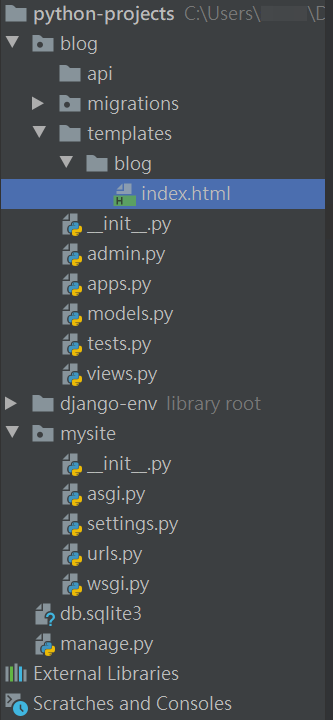 python-projects C:\Users\ \D
blog
api
migrations
templates
blog
index.html
__init__.py
admin.py
apps.py
models.py
tests.py
views.py
django-env library root
mysite
__init__.py
asgi.py
settings.py
urls.py
wsgi.py
db.sqlite3
manage.py
External Libraries
Scratches and Consoles